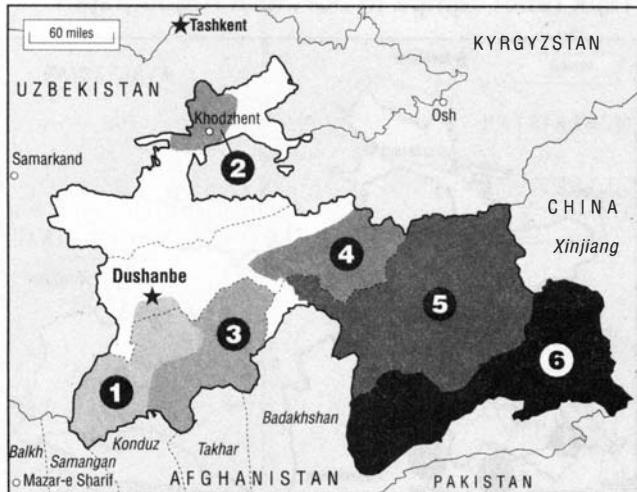 60 miles
Tashkent
KYRGYZSTAN
UZBEKISTAN
Khodzhent
Osh
Samarkand
2
CHINA
Xinjiang
4
Dushanbe
5
3
6
1
Badakhshan
Balkh
Konduz
Takhar
Samangan
Mazar-e Sharif
AFGHANISTAN
PAKISTAN